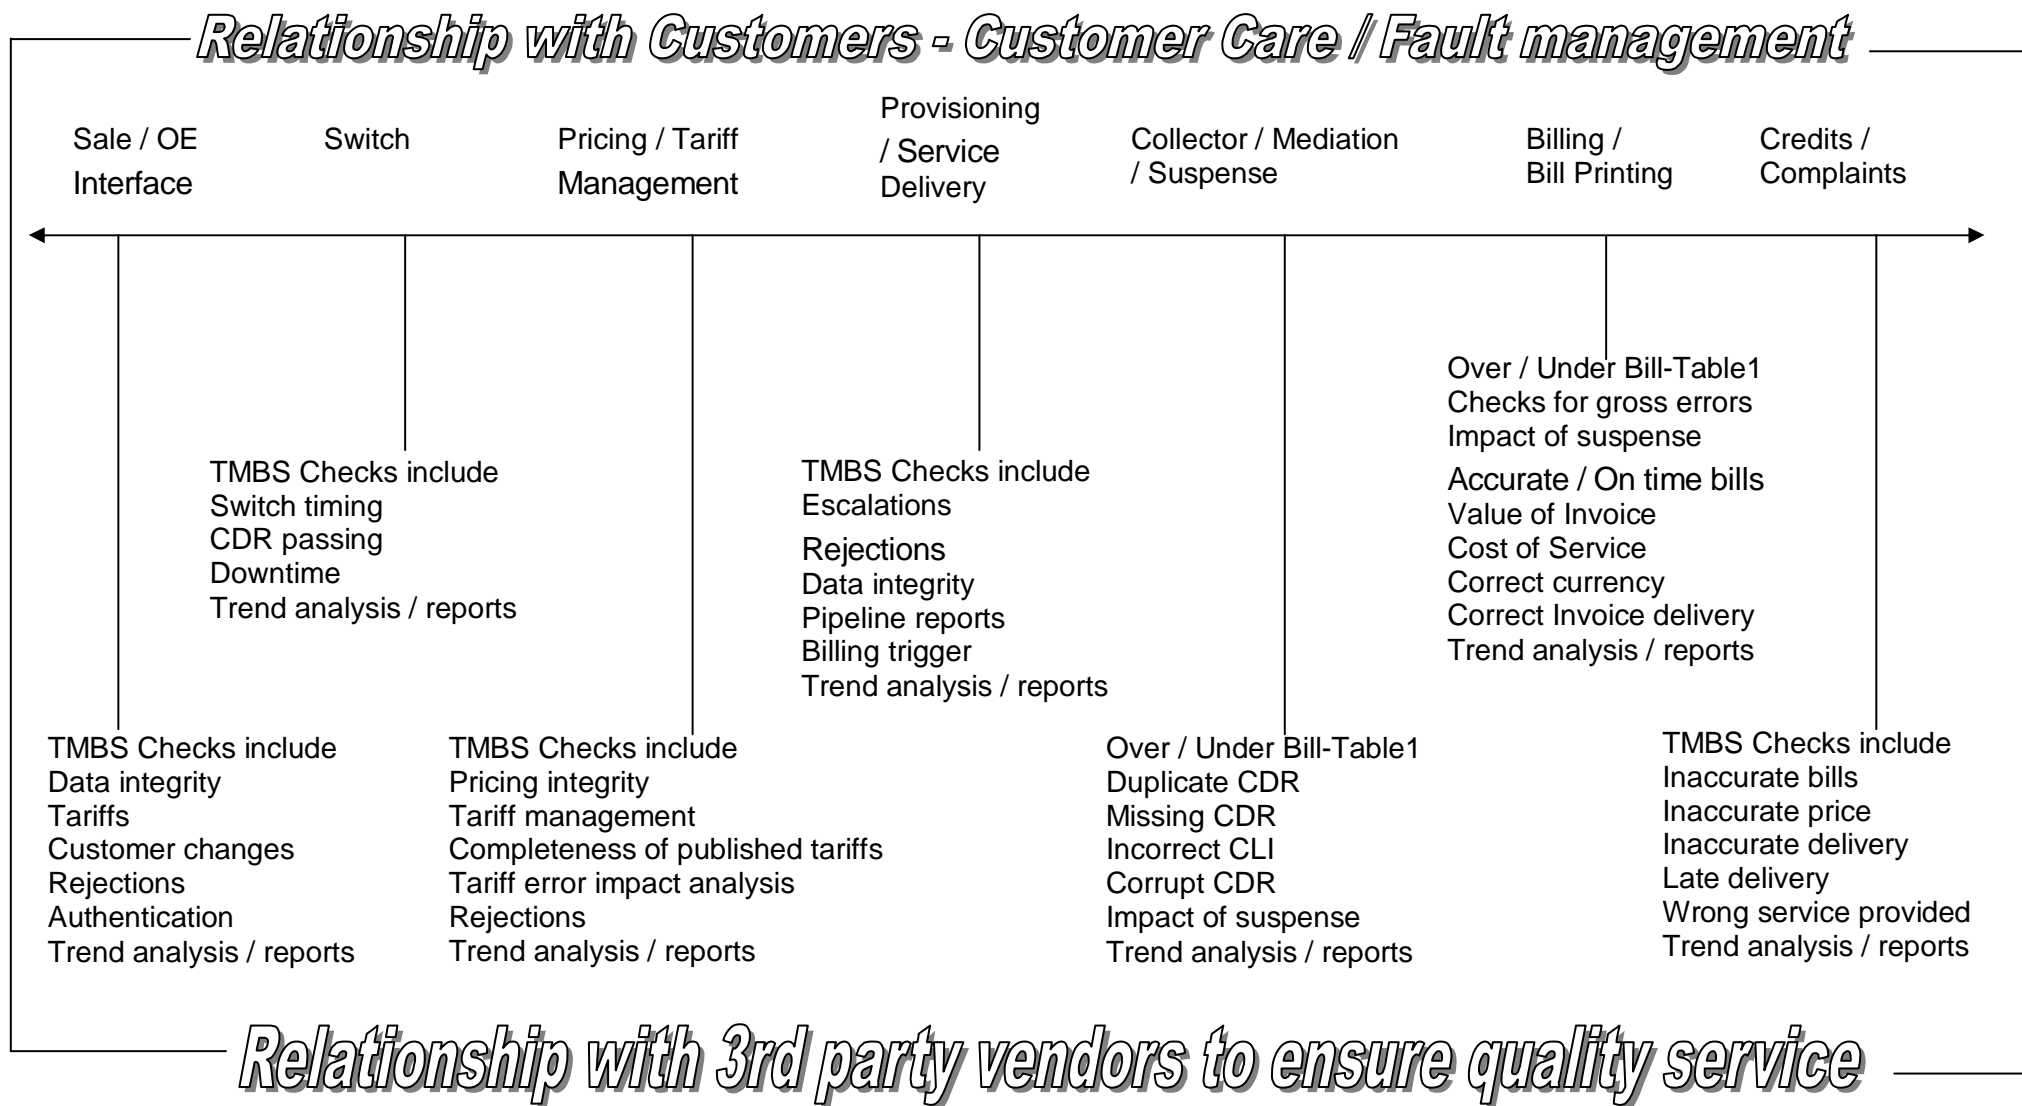 Relationship with Customers - Customer Care / Fault management
Sale / OE
Interface
Switch
Pricing / Tariff
Management
Provisioning
/ Service
Delivery
Collector / Mediation
/ Suspense
Billing /
Bill Printing
Credits /
Complaints
TMBS Checks include
Data integrity
Tariffs
Customer changes
Rejections
Authentication
Trend analysis / reports
TMBS Checks include
Switch timing
CDR passing
Downtime
Trend analysis / reports
TMBS Checks include
Pricing integrity
Tariff management
Completeness of published tariffs
Tariff error impact analysis
Rejections
Trend analysis / reports
TMBS Checks include
Escalations
Rejections
Data integrity
Pipeline reports
Billing trigger
Trend analysis / reports
Over / Under Bill-Table1
Duplicate CDR
Missing CDR
Incorrect CLI
Corrupt CDR
Impact of suspense
Trend analysis / reports
Over / Under Bill-Table1
Checks for gross errors
Impact of suspense
Accurate / On time bills
Value of Invoice
Cost of Service
Correct currency
Correct Invoice delivery
Trend analysis / reports
TMBS Checks include
Inaccurate bills
Inaccurate price
Inaccurate delivery
Late delivery
Wrong service provided
Trend analysis / reports
Relationship with 3rd party vendors to ensure quality service